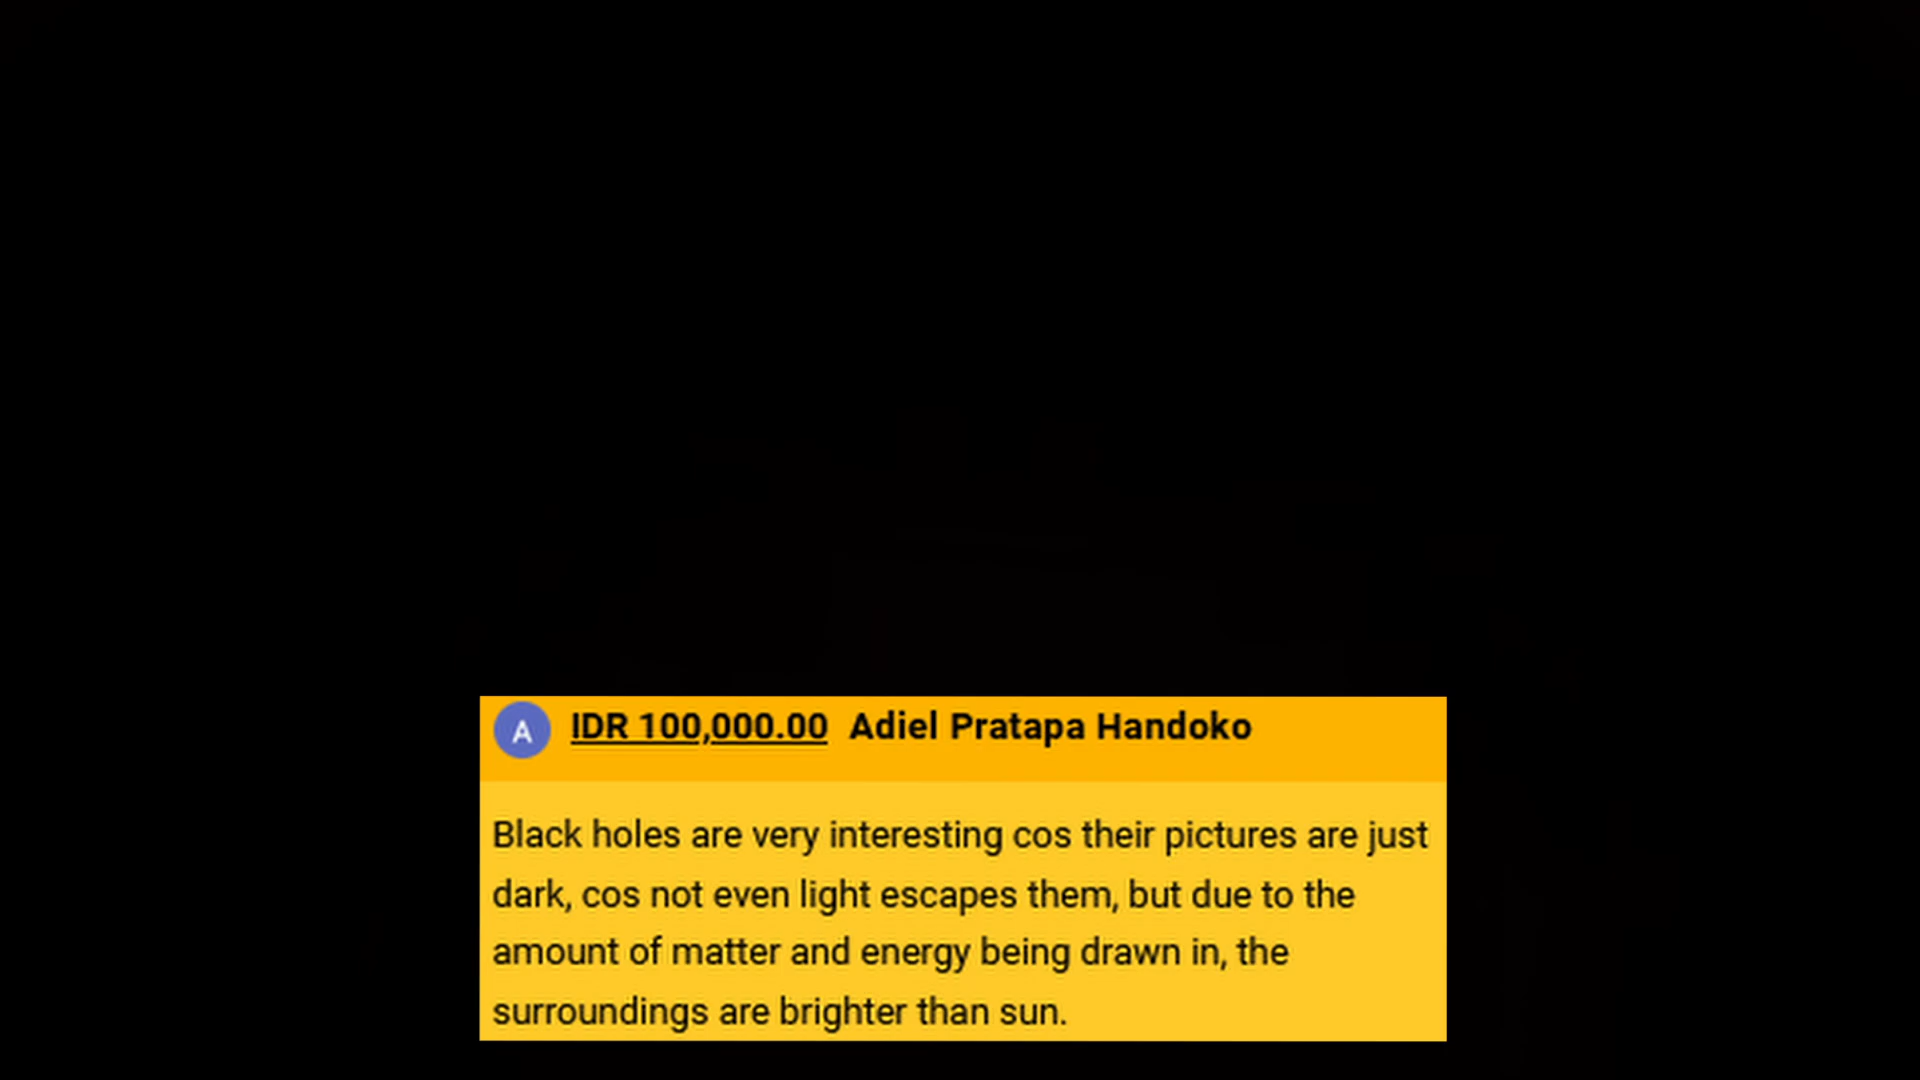 A IDR 100,000.00 Adiel Pratapa Handoko
Black holes are very interesting cos their pictures are just
dark, cos not even light escapes them, but due to the
amount of matter and energy being drawn in, the
surroundings are brighter than sun.